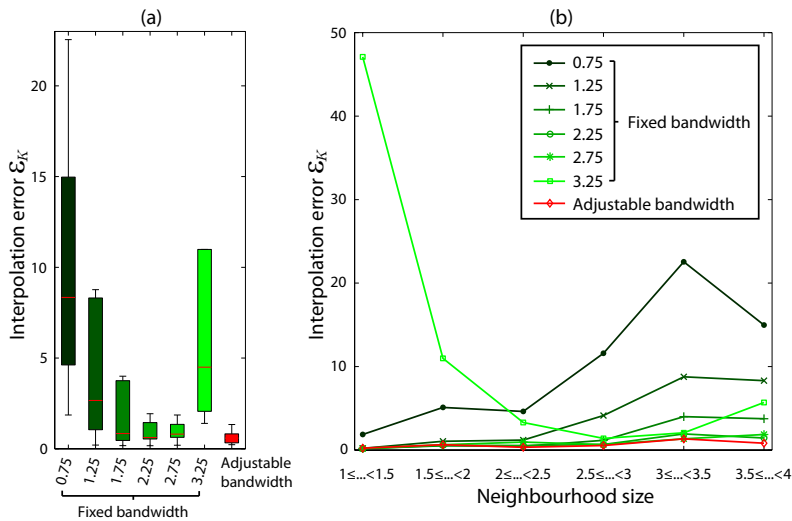 (a)
Interpolation error ε_K
20
15
10
5
0
0.75
1.25
1.75
2.25
2.75
3.25
Adjustable
bandwidth
Fixed bandwidth
(b)
Interpolation error ε_K
50
40
30
20
10
0
0.75
1.25
1.75
2.25
2.75
3.25
Fixed bandwidth
Adjustable bandwidth
1≤...<1.5
1.5≤...<2
2≤...<2.5
2.5≤...<3
3≤...<3.5
3.5≤...<4
Neighbourhood size